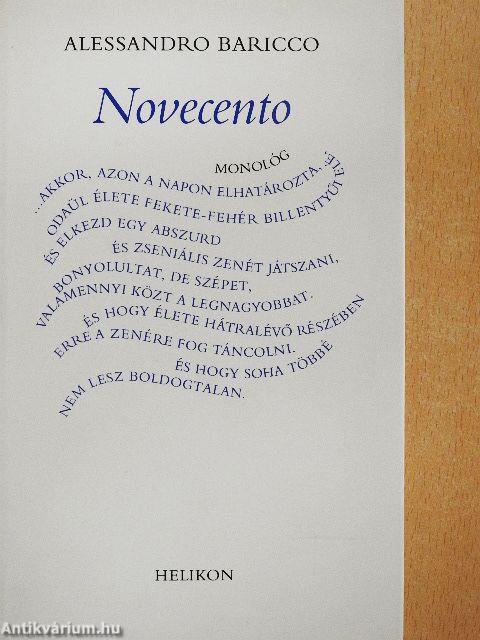 ALESSANDRO BARICCO
Novecento
MONOLÓG
...AKKOR, AZON A NAPON ELHATÁROZTA,
ODAÜL ÉLETE FEKETE-FEHÉR BILLENTYŰI ELÉ,
ÉS ELKEZD EGY ABSZURD
ÉS ZSENIÁLIS ZENÉT JÁTSZANI,
BONYOLULTAT, DE SZÉPET,
VALAMENNYI KÖZT A LEGNAGYOBBAT.
ÉS HOGY ÉLETE HÁTRALÉVŐ RÉSZÉBEN
ERRE A ZENÉRE FOG TÁNCOLNI.
ÉS HOGY SOHA TÖBBÉ
NEM LESZ BOLDOGTALAN.
HELIKON
Antikvárium.hu